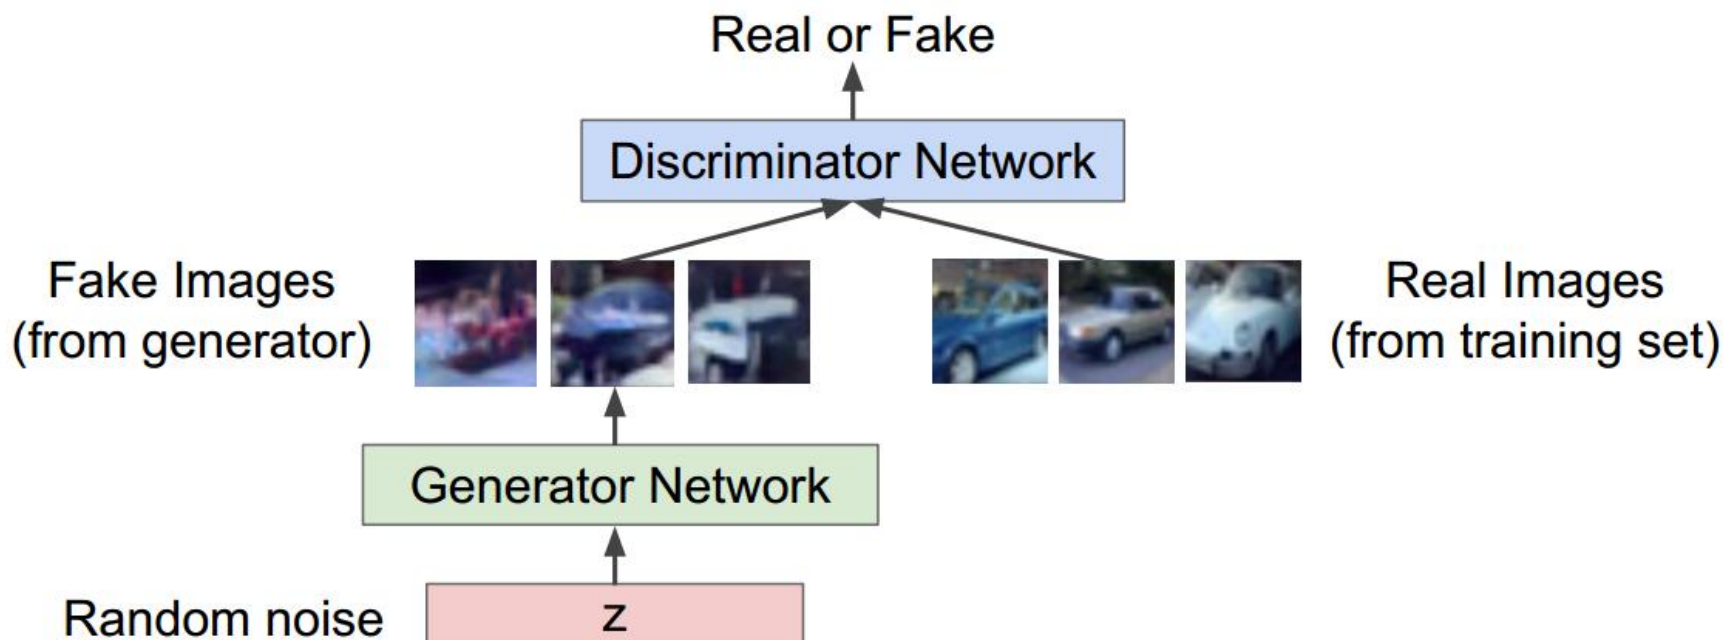 Real or Fake
Discriminator Network
Fake Images
(from generator)
Real Images
(from training set)
Generator Network
Random noise
z